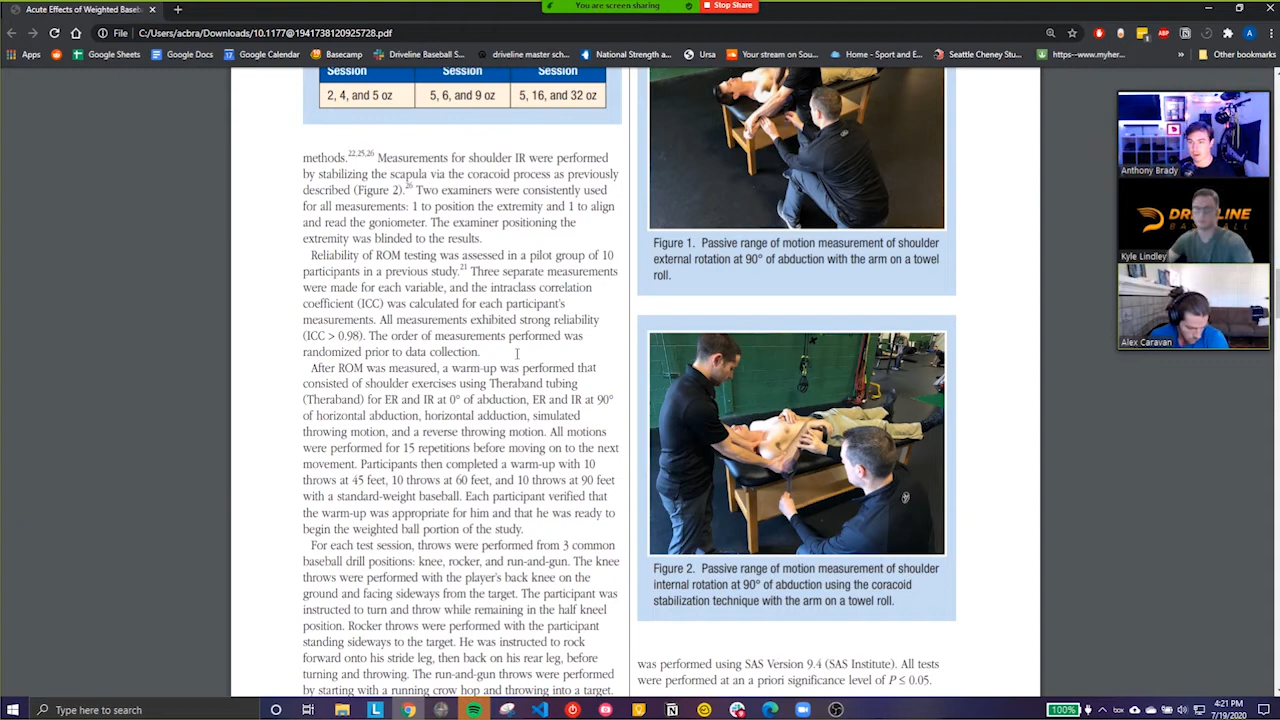 Acute Effects of Weighted Baseb
You are screen sharing
Stop Share
File
C:/Users/acbra/Downloads/10.1177@1941738120925728.pdf
Apps
Google Sheets
Google Docs
Google Calendar
Basecamp
Driveline Baseball S...
driveline master sch...
National Strength a...
Ursa
Your stream on Sou...
Home - Sport and E...
Seattle Cheney Stu...
https--www.myher...
Other bookmarks
Session Session Session
2, 4, and 5 oz 5, 6, and 9 oz 5, 16, and 32 oz
methods.22,25,26 Measurements for shoulder IR were performed
by stabilizing the scapula via the coracoid process as previously
described (Figure 2).26 Two examiners were consistently used
for all measurements: 1 to position the extremity and 1 to align
and read the goniometer. The examiner positioning the
extremity was blinded to the results.
Reliability of ROM testing was assessed in a pilot group of 10
participants in a previous study.21 Three separate measurements
were made for each variable, and the intraclass correlation
coefficient (ICC) was calculated for each participant's
measurements. All measurements exhibited strong reliability
(ICC > 0.98). The order of measurements performed was
randomized prior to data collection.
After ROM was measured, a warm-up was performed that
consisted of shoulder exercises using Theraband tubing
(Theraband) for ER and IR at 0° of abduction, ER and IR at 90°
of horizontal abduction, horizontal adduction, simulated
throwing motion, and a reverse throwing motion. All motions
were performed for 15 repetitions before moving on to the next
movement. Participants then completed a warm-up with 10
throws at 45 feet, 10 throws at 60 feet, and 10 throws at 90 feet
with a standard-weight baseball. Each participant verified that
the warm-up was appropriate for him and that he was ready to
begin the weighted ball portion of the study.
For each test session, throws were performed from 3 common
baseball drill positions: knee, rocker, and run-and-gun. The knee
throws were performed with the player's back knee on the
ground and facing sideways from the target. The participant was
instructed to turn and throw while remaining in the half kneel
position. Rocker throws were performed with the participant
standing sideways to the target. He was instructed to rock
forward onto his stride leg, then back on his rear leg, before
turning and throwing. The run-and-gun throws were performed
by starting with a running crow hop and throwing into a target.
Figure 1. Passive range of motion measurement of shoulder
external rotation at 90° of abduction with the arm on a towel
roll.
Figure 2. Passive range of motion measurement of shoulder
internal rotation at 90° of abduction using the coracoid
stabilization technique with the arm on a towel roll.
was performed using SAS Version 9.4 (SAS Institute). All tests
were performed at an a priori significance level of P ≤ 0.05.
Anthony Brady
Kyle Lindley
Alex Caravan
Type here to search
100%
box
4:21 PM
7/19/2020